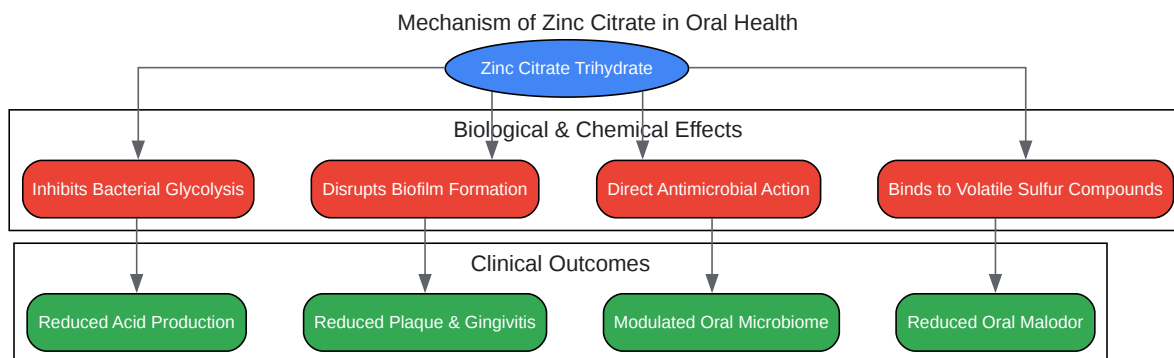 Mechanism of Zinc Citrate in Oral Health
Zinc Citrate Trihydrate
Biological & Chemical Effects
Inhibits Bacterial Glycolysis
Disrupts Biofilm Formation
Direct Antimicrobial Action
Binds to Volatile Sulfur Compounds
Clinical Outcomes
Reduced Acid Production
Reduced Plaque & Gingivitis
Modulated Oral Microbiome
Reduced Oral Malodor